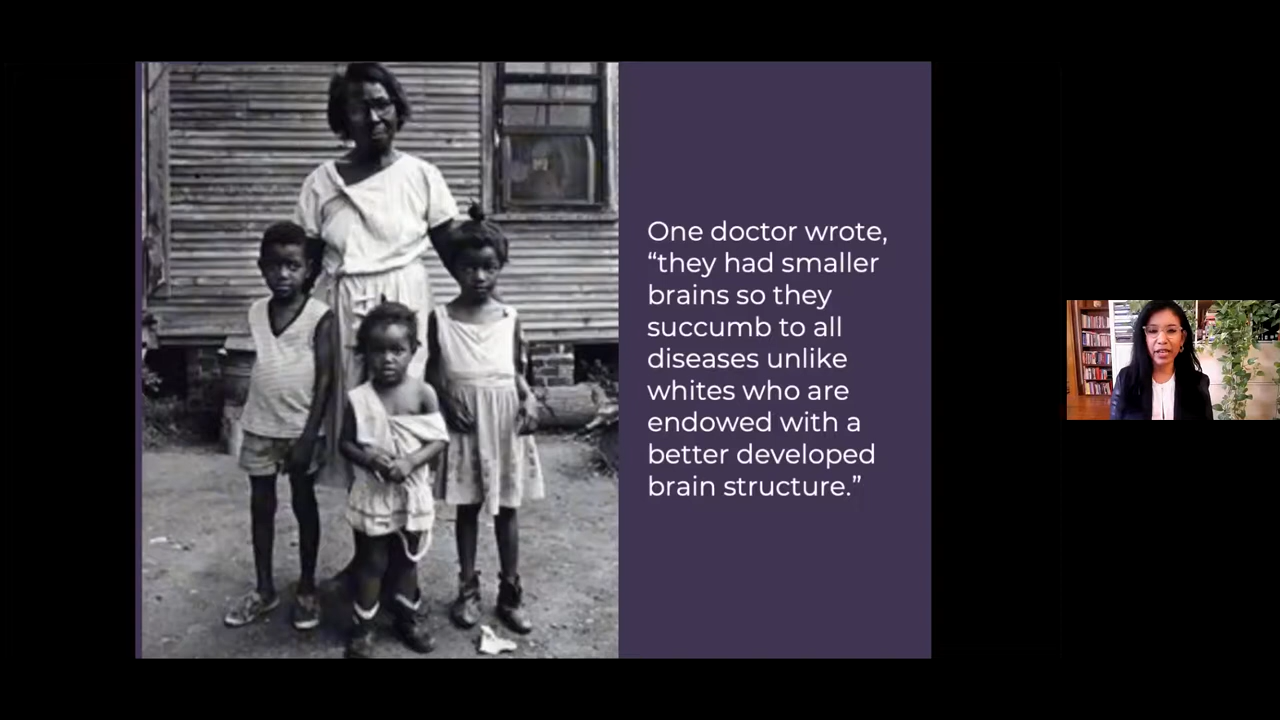 One doctor wrote,
“they had smaller
brains so they
succumb to all
diseases unlike
whites who are
endowed with a
better developed
brain structure.”